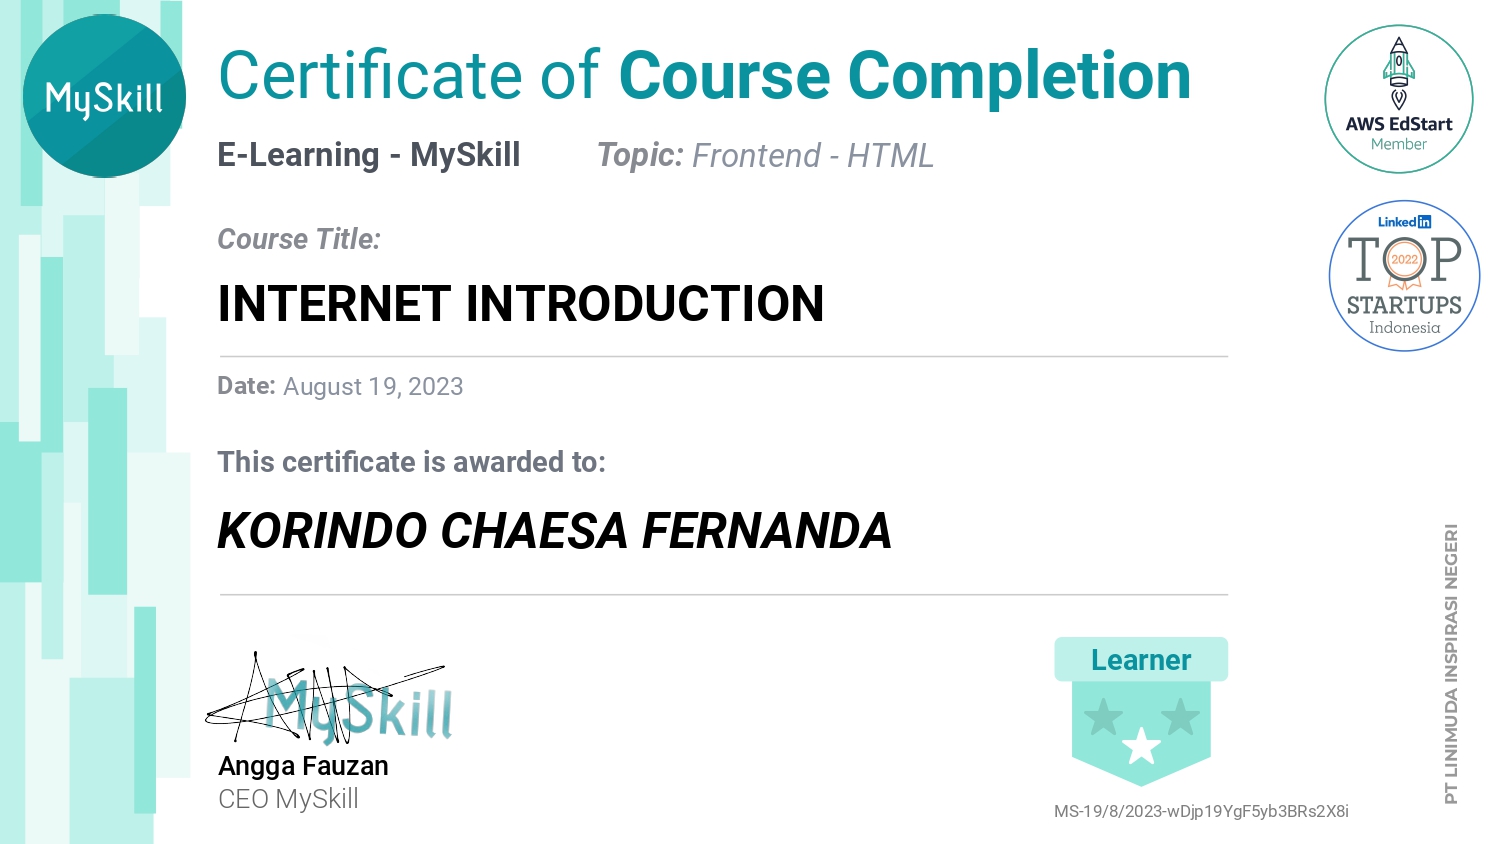 MySkill
Certificate of Course Completion
E-Learning - MySkill Topic: Frontend - HTML
AWS EdStart
Member
Course Title:
INTERNET INTRODUCTION
LinkedIn
TOP
2022
STARTUPS
Indonesia
Date: August 19, 2023
This certificate is awarded to:
KORINDO CHAESA FERNANDA
MySkill
Angga Fauzan
CEO MySkill
Learner
MS-19/8/2023-wDjp19YgF5yb3BRs2X8i
PT LINIMUDA INSPIRASI NEGERI